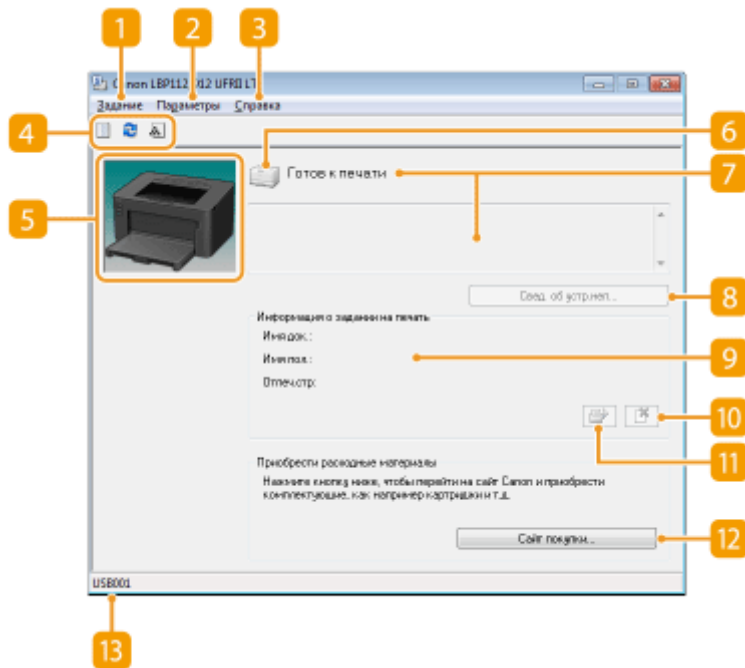 1 2 3
Canon LBP112 912 UFRII LT
Задание Параметры Справка
4
6
Готов к печати
7
5
Свед. об устр.неп...
8
Информация о задании на печать
Имя док.:
Имя пол.:
9
Отпеч.стр:
10
11
Приобрести расходные материалы
Нажмите кнопку ниже, чтобы перейти на сайт Canon и приобрести
комплектующие, как например картриджи и т.д.
Сайт покупки...
12
USB001
13